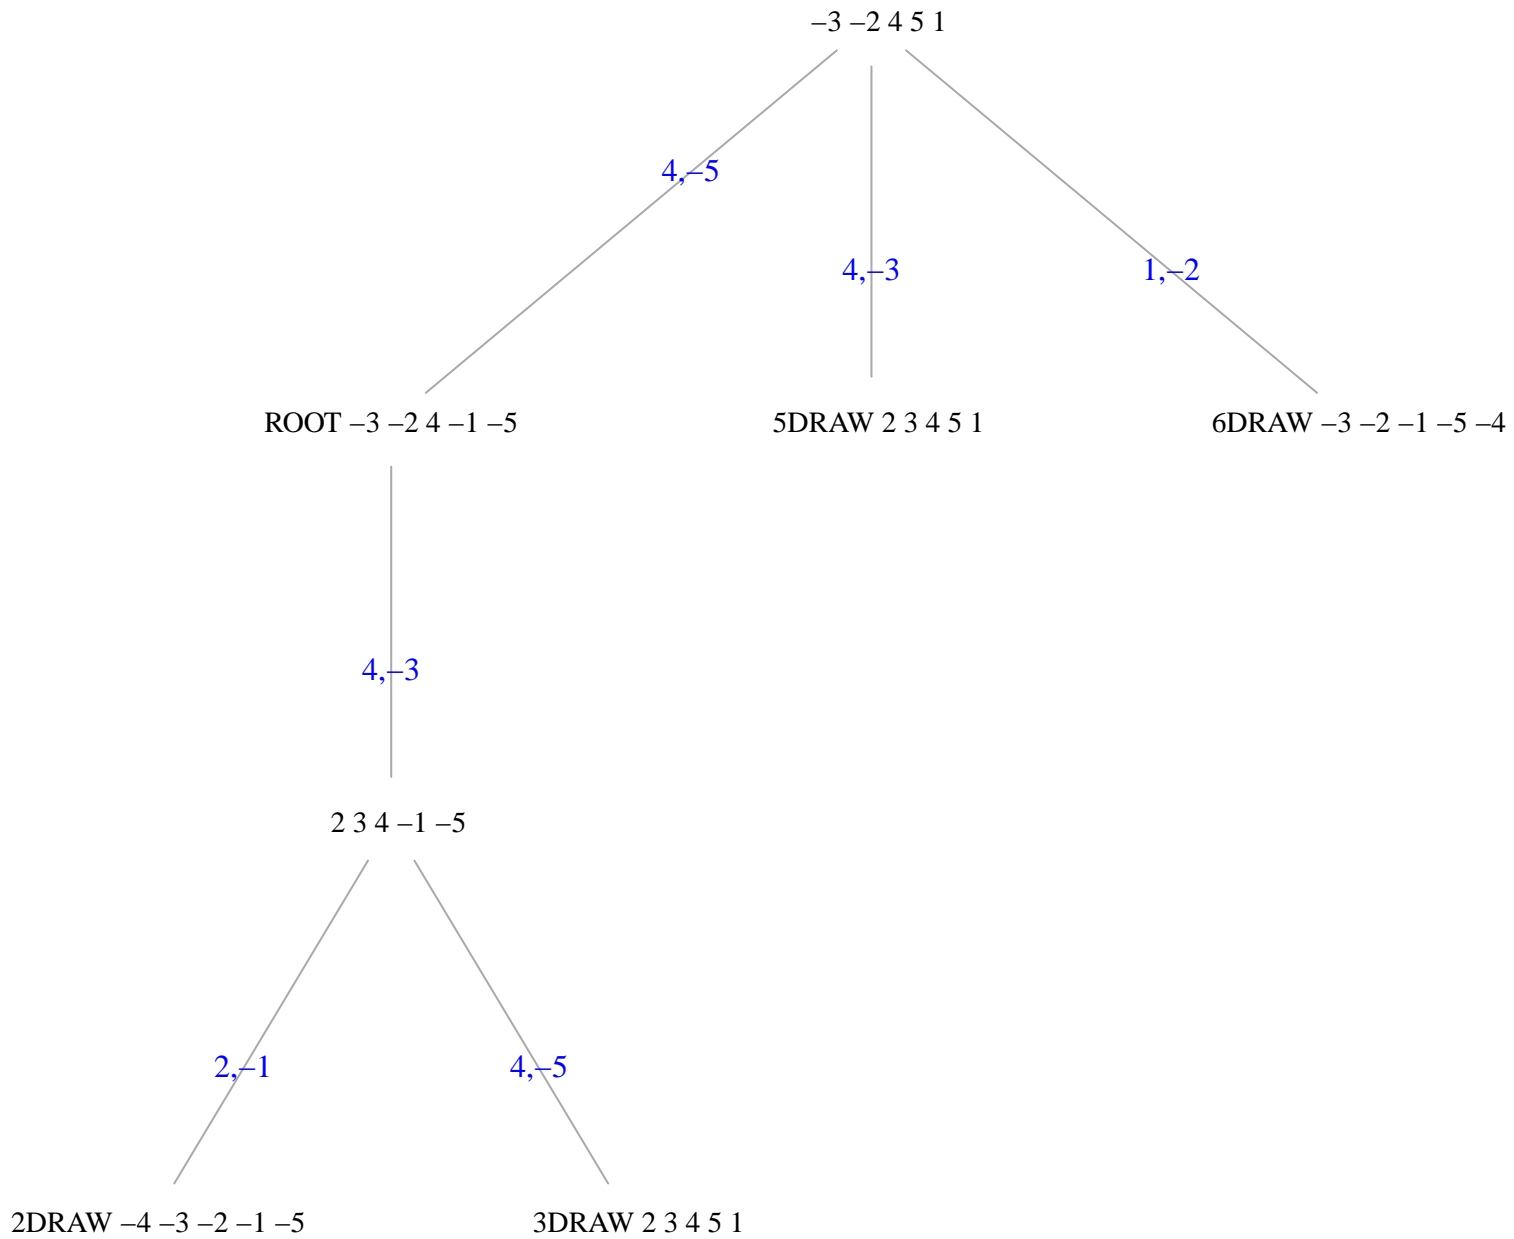 –3 –2 4 5 1
4,–5
4,–3
1,–2
ROOT –3 –2 4 –1 –5
5DRAW 2 3 4 5 1
6DRAW –3 –2 –1 –5 –4
4,–3
2 3 4 –1 –5
2,–1
4,–5
2DRAW –4 –3 –2 –1 –5
3DRAW 2 3 4 5 1